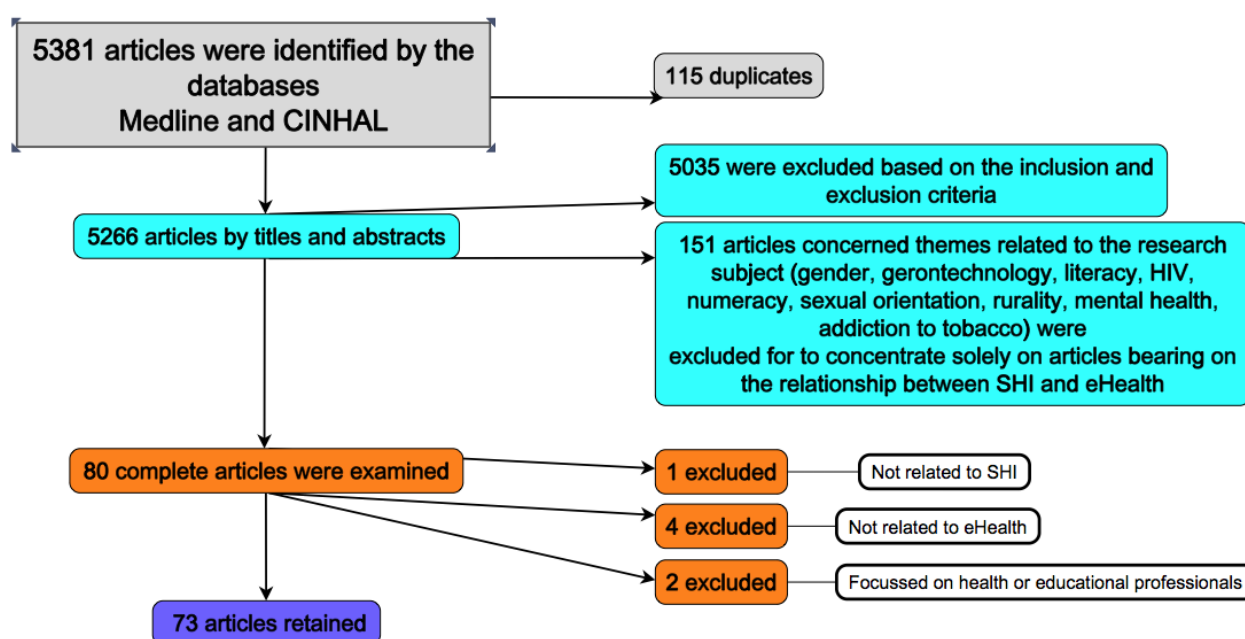 5381 articles were identified by the
databases
Medline and CINHAL
115 duplicates
5035 were excluded based on the inclusion and
exclusion criteria
5266 articles by titles and abstracts
151 articles concerned themes related to the research
subject (gender, gerontechnology, literacy, HIV,
numeracy, sexual orientation, rurality, mental health,
addiction to tobacco) were
excluded for to concentrate solely on articles bearing on
the relationship between SHI and eHealth
80 complete articles were examined
1 excluded
Not related to SHI
4 excluded
Not related to eHealth
2 excluded
Focussed on health or educational professionals
73 articles retained